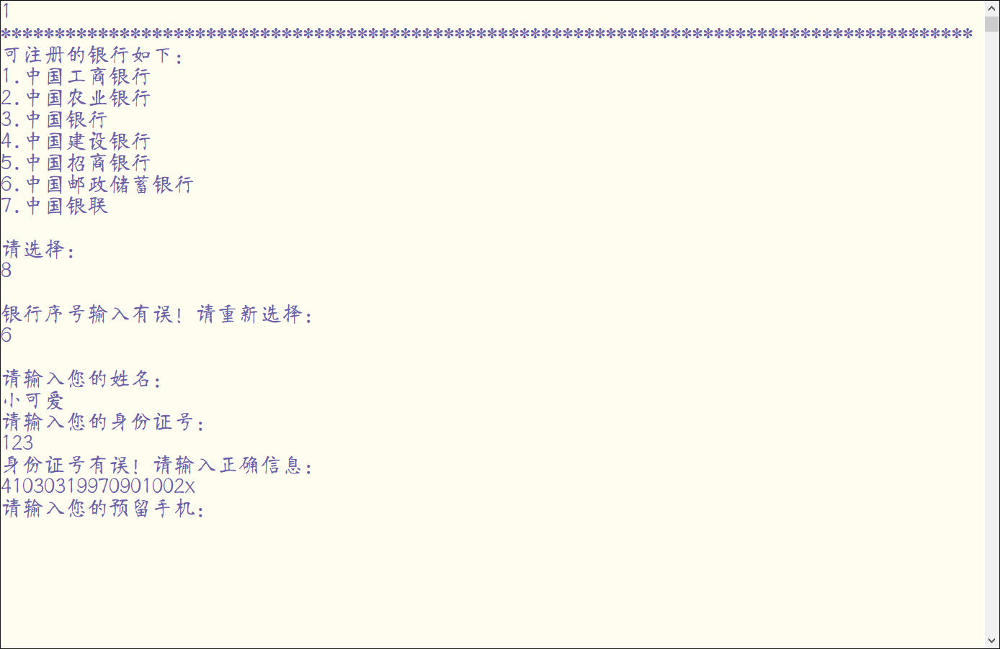 1
******************************************************************************************
可注册的银行如下：
1.中国工商银行
2.中国农业银行
3.中国银行
4.中国建设银行
5.中国招商银行
6.中国邮政储蓄银行
7.中国银联
请选择：
8
银行序号输入有误！请重新选择：
6
请输入您的姓名：
小可爱
请输入您的身份证号：
123
身份证号有误！请输入正确信息：
41030319970901002x
请输入您的预留手机：